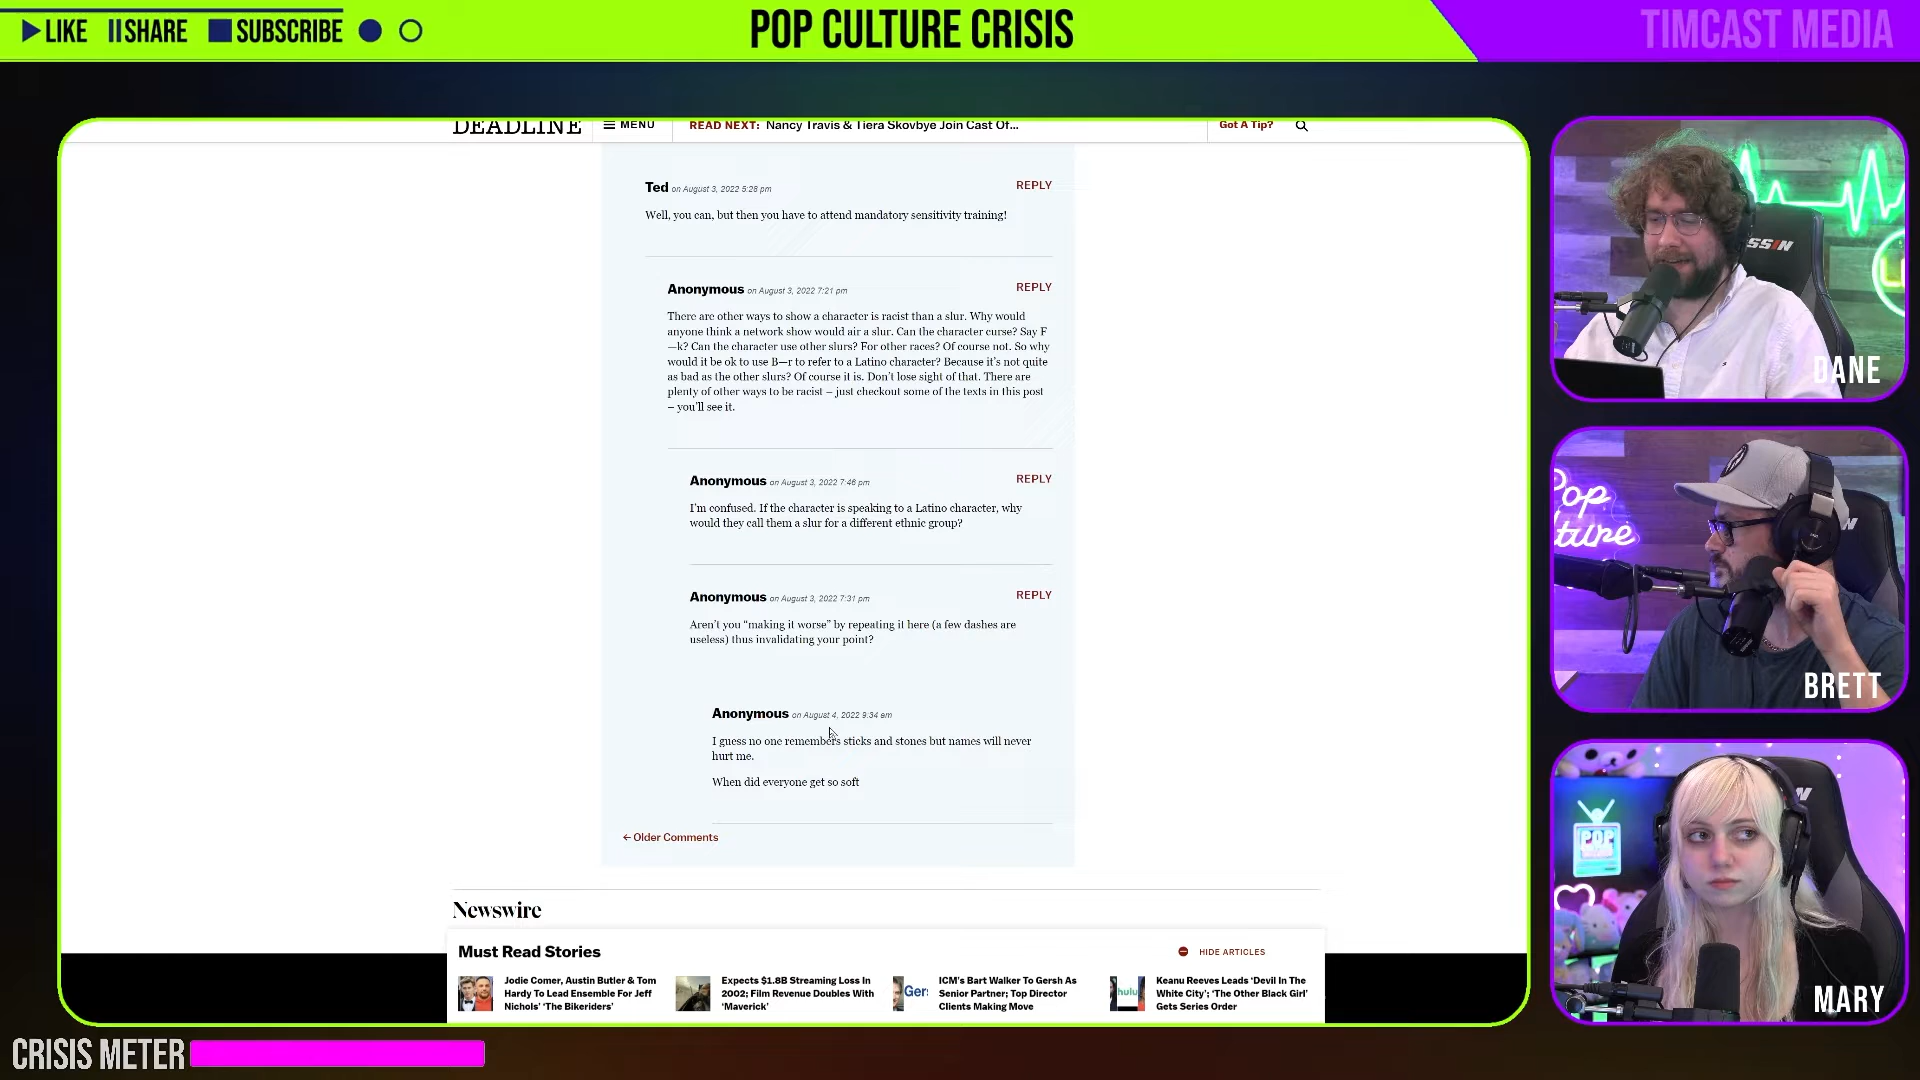 LIKE SHARE SUBSCRIBE
POP CULTURE CRISIS
TIMCAST MEDIA
DEADLINE
MENU
READ NEXT: Nancy Travis & Tiera Skovbye Join Cast Of...
Got A Tip?
Ted on August 3, 2022 5:28 pm
REPLY
Well, you can, but then you have to attend mandatory sensitivity training!
Anonymous on August 3, 2022 7:21 pm
REPLY
There are other ways to show a character is racist than a slur. Why would
anyone think a network show would air a slur. Can the character curse? Say F
—k? Can the character use other slurs? For other races? Of course not. So why
would it be ok to use B—r to refer to a Latino character? Because it’s not quite
as bad as the other slurs? Of course it is. Don’t lose sight of that. There are
plenty of other ways to be racist – just checkout some of the texts in this post
– you’ll see it.
Anonymous on August 3, 2022 7:46 pm
REPLY
I’m confused. If the character is speaking to a Latino character, why
would they call them a slur for a different ethnic group?
Anonymous on August 3, 2022 7:31 pm
REPLY
Aren’t you “making it worse” by repeating it here (a few dashes are
useless) thus invalidating your point?
Anonymous on August 4, 2022 9:34 am
I guess no one remembers sticks and stones but names will never
hurt me.
When did everyone get so soft
← Older Comments
Newswire
Must Read Stories
HIDE ARTICLES
Jodie Comer, Austin Butler & Tom
Hardy To Lead Ensemble For Jeff
Nichols’ ‘The Bikeriders’
Expects $1.8B Streaming Loss In
2002; Film Revenue Doubles With
‘Maverick’
Ger
ICM’s Bart Walker To Gersh As
Senior Partner; Top Director
Clients Making Move
hulu
Keanu Reeves Leads ‘Devil In The
White City’; ‘The Other Black Girl’
Gets Series Order
SSIN
DANE
Pop
lture
BRETT
POP
MARY
CRISIS METER